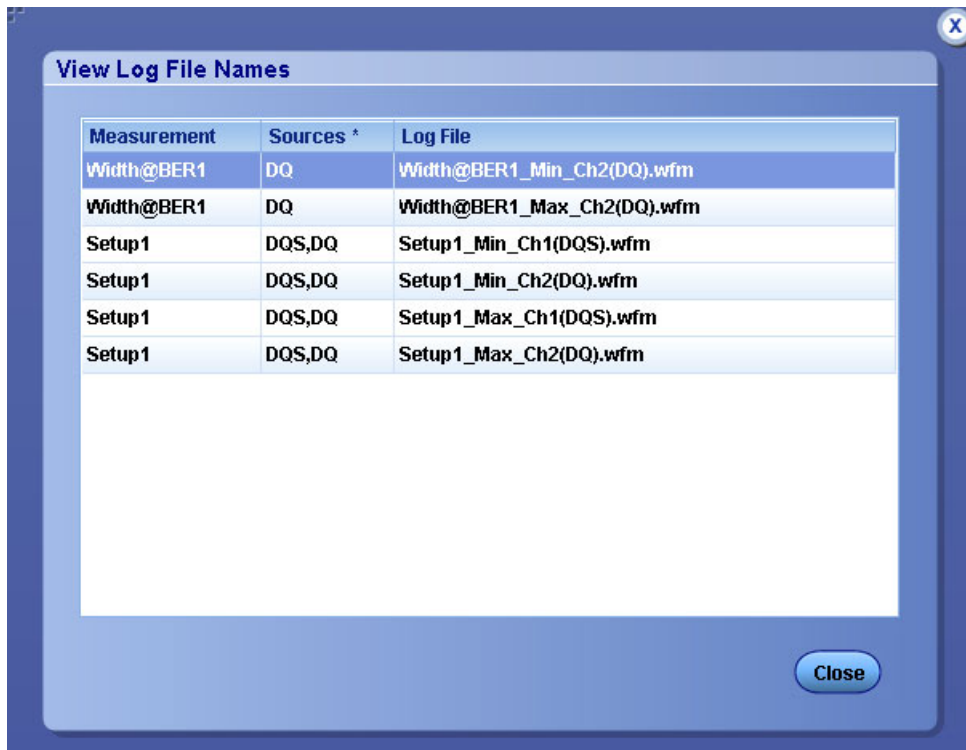 X
View Log File Names
Measurement Sources * Log File
Width@BER1 DQ Width@BER1_Min_Ch2(DQ).wfm
Width@BER1 DQ Width@BER1_Max_Ch2(DQ).wfm
Setup1 DQS,DQ Setup1_Min_Ch1(DQS).wfm
Setup1 DQS,DQ Setup1_Min_Ch2(DQ).wfm
Setup1 DQS,DQ Setup1_Max_Ch1(DQS).wfm
Setup1 DQS,DQ Setup1_Max_Ch2(DQ).wfm
Close